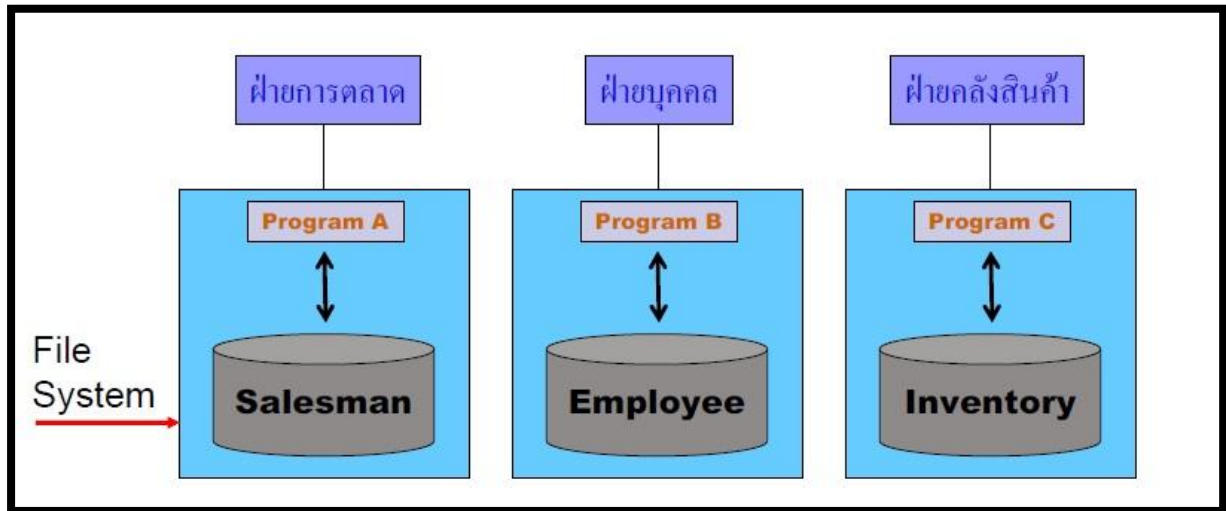 ฝ่ายการตลาด
ฝ่ายบุคคล
ฝ่ายคลังสินค้า
Program A
Program B
Program C
File
System
Salesman
Employee
Inventory